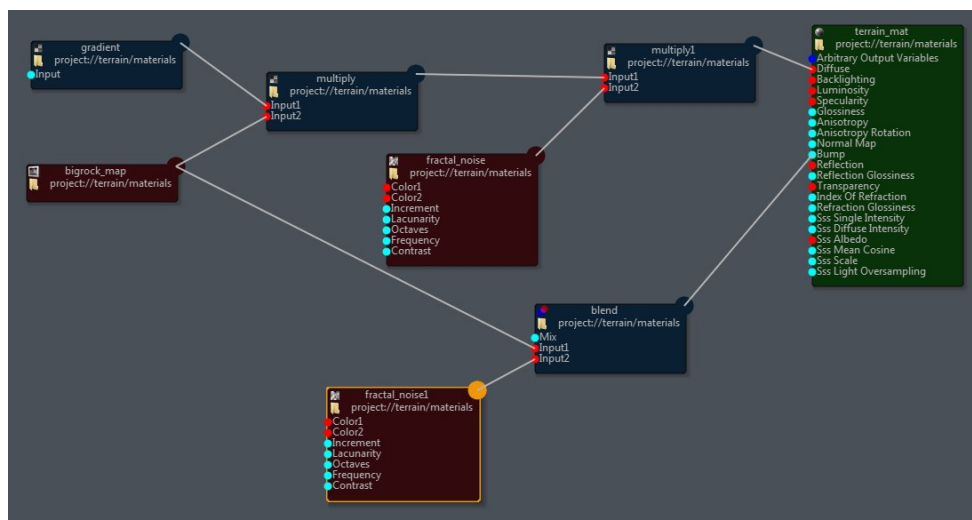 gradient
project://terrain/materials
Input
multiply
project://terrain/materials
Input1
Input2
multiply1
project://terrain/materials
Input1
Input2
terrain_mat
project://terrain/materials
Arbitrary Output Variables
Diffuse
Backlighting
Luminosity
Specularity
Glossiness
Anisotropy
Anisotropy Rotation
Normal Map
Bump
Reflection
Reflection Glossiness
Transparency
Index Of Refraction
Refraction Glossiness
Sss Single Intensity
Sss Diffuse Intensity
Sss Albedo
Sss Mean Cosine
Sss Scale
Sss Light Oversampling
bigrock_map
project://terrain/materials
fractal_noise
project://terrain/materials
Color1
Color2
Increment
Lacunarity
Octaves
Frequency
Contrast
blend
project://terrain/materials
Mix
Input1
Input2
fractal_noise1
project://terrain/materials
Color1
Color2
Increment
Lacunarity
Octaves
Frequency
Contrast